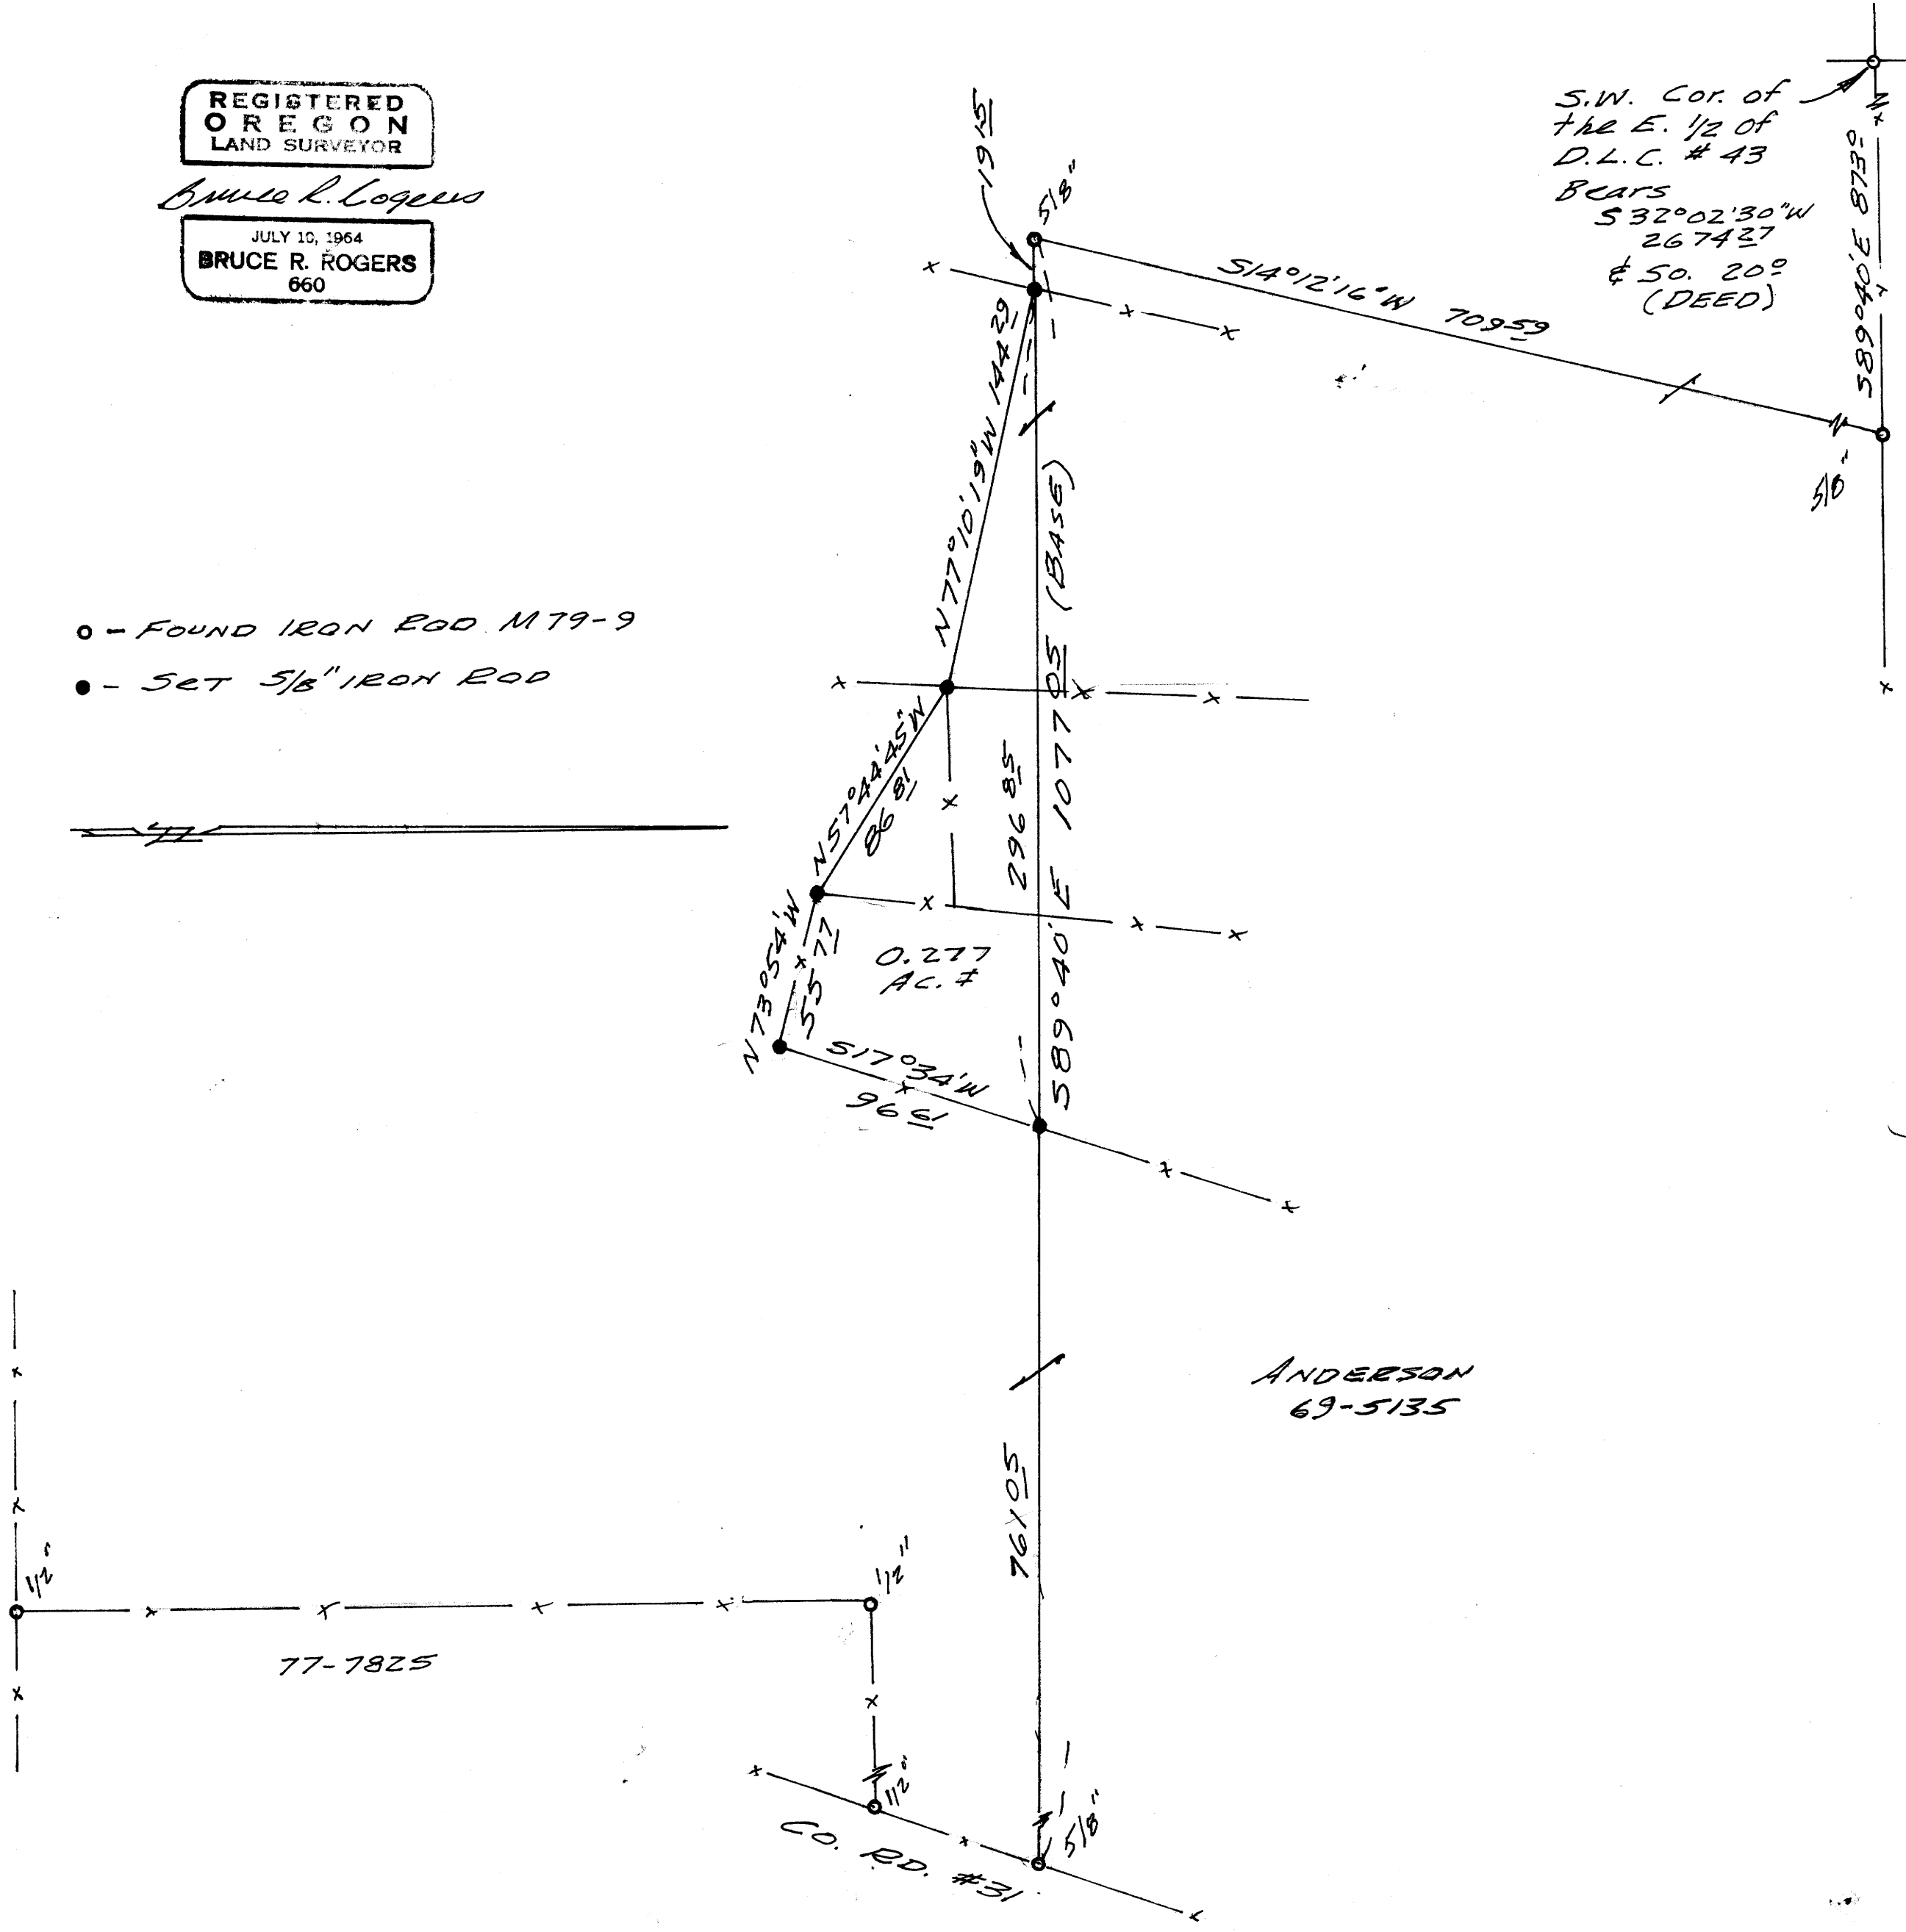 REGISTERED
OREGON
LAND SURVEYOR
Bruce R. Rogers
JULY 10, 1964
BRUCE R. ROGERS
660
S.W. Cor. of
the E. 1/2 of
D.L.C. # 43
Bears
S 32°02'30"W
2674 27
& SO. 20 0
(DEED)
S89°40'E 873 0
19 15
5/8"
S14°12'16"W 709 59
5/8"
N77°10'19"W 144 29
S89°40'E 1077 05 (BASE)
O - FOUND IRON ROD M79-9
● - SET 5/8" IRON ROD
N57°44'45"W
86 81
296 85
N
N73°54'W
55 77
0.277
AC. ±
S17°34'W
96 61
ANDERSON
69-5135
761 05
1/2"
1/2"
77-7825
1/2"
5/8"
CO. RD. #31